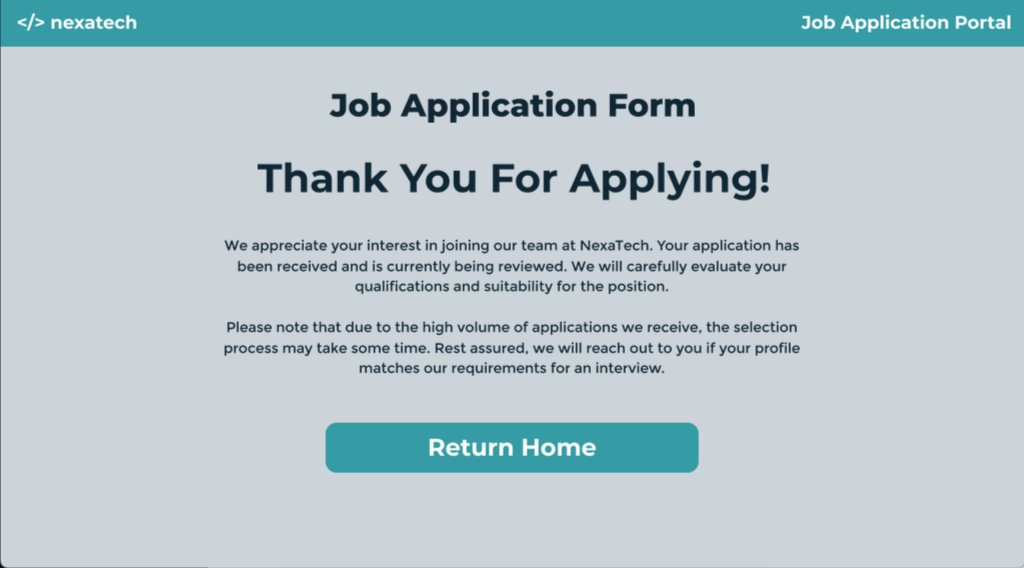 </> nexatech
Job Application Portal
Job Application Form
Thank You For Applying!
We appreciate your interest in joining our team at NexaTech. Your application has
been received and is currently being reviewed. We will carefully evaluate your
qualifications and suitability for the position.
Please note that due to the high volume of applications we receive, the selection
process may take some time. Rest assured, we will reach out to you if your profile
matches our requirements for an interview.
Return Home